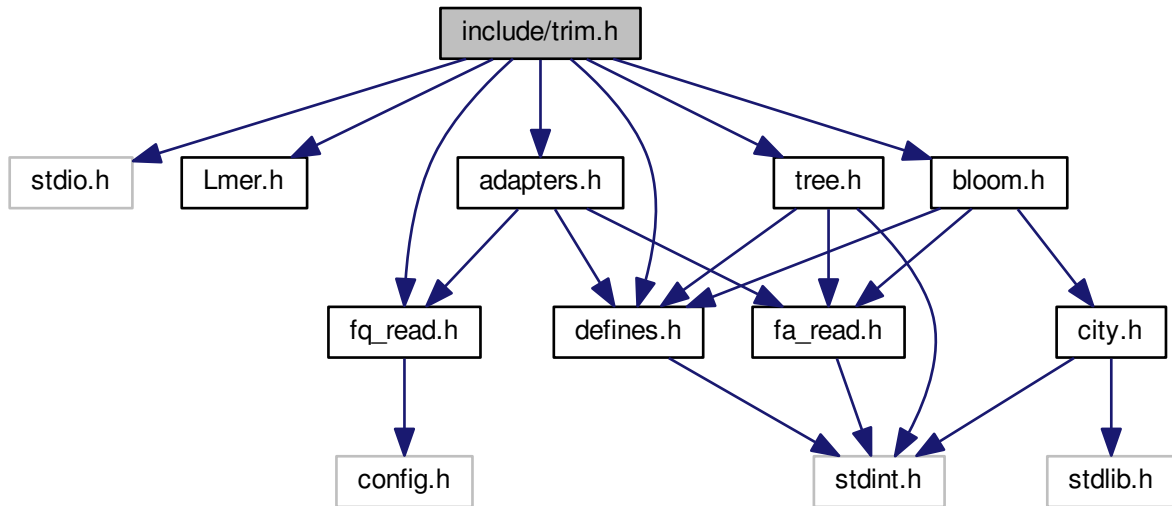 include/trim.h
stdio.h
Lmer.h
adapters.h
tree.h
bloom.h
fq_read.h
defines.h
fa_read.h
city.h
config.h
stdint.h
stdlib.h